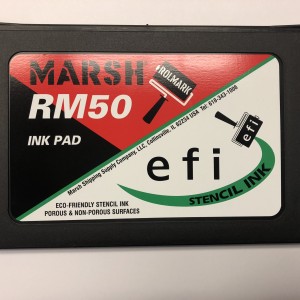 MARSH
ROLMARK
RM50
INK PAD
Marsh Shipping Supply Company, LLC, Collinsville, IL 62234 USA Tel: 618-343-1006
efi
efi
STENCIL INK
ECO-FRIENDLY STENCIL INK
POROUS & NON-POROUS SURFACES